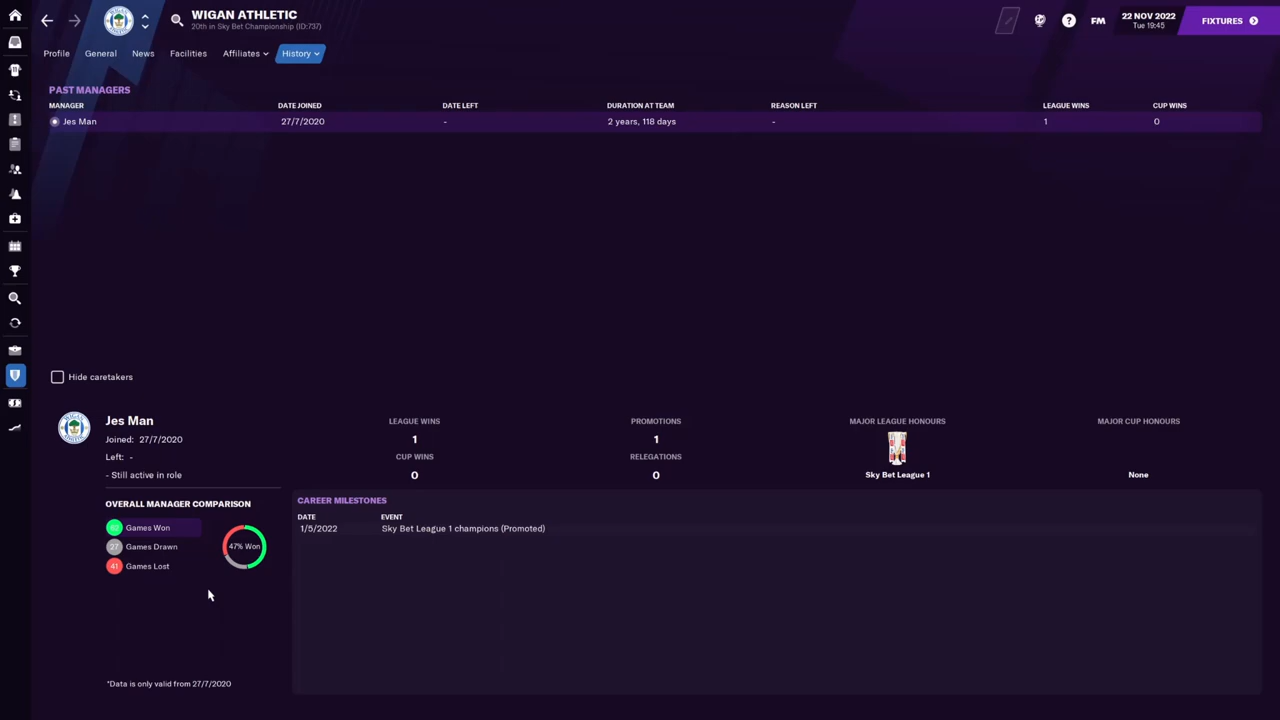 WIGAN ATHLETIC
20th in Sky Bet Championship (ID:737)
FM
22 NOV 2022
Tue 19:45
FIXTURES
Profile General News Facilities Affiliates History
PAST MANAGERS
MANAGER DATE JOINED DATE LEFT DURATION AT TEAM REASON LEFT LEAGUE WINS CUP WINS
Jes Man 27/7/2020 - 2 years, 118 days - 1 0
Hide caretakers
Jes Man
Joined: 27/7/2020
Left: -
- Still active in role
LEAGUE WINS
1
CUP WINS
0
PROMOTIONS
1
RELEGATIONS
0
MAJOR LEAGUE HONOURS
Sky Bet League 1
MAJOR CUP HONOURS
None
OVERALL MANAGER COMPARISON
Games Won
27 Games Drawn
41 Games Lost
47% Won
CAREER MILESTONES
DATE EVENT
1/5/2022 Sky Bet League 1 champions (Promoted)
*Data is only valid from 27/7/2020